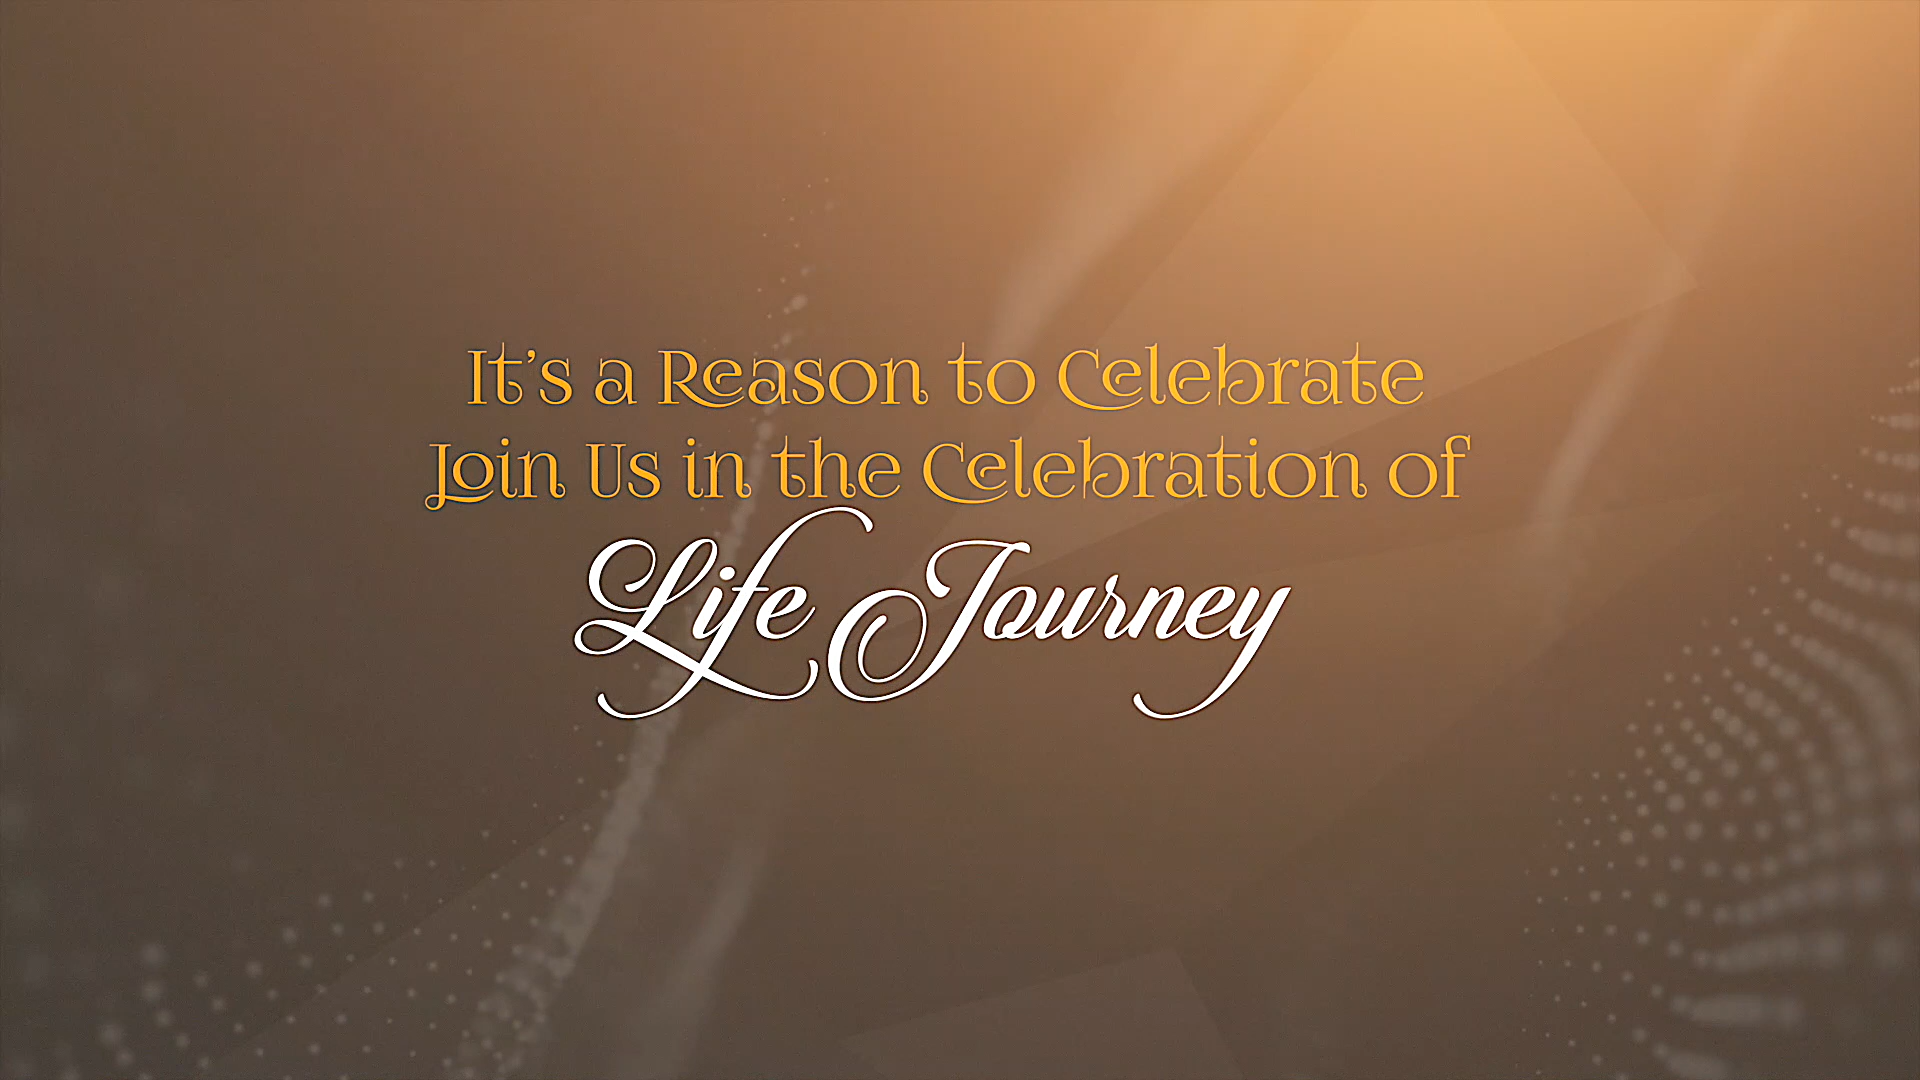 It's a Reason to Celebrate
Join Us in the Celebration of
Life Journey